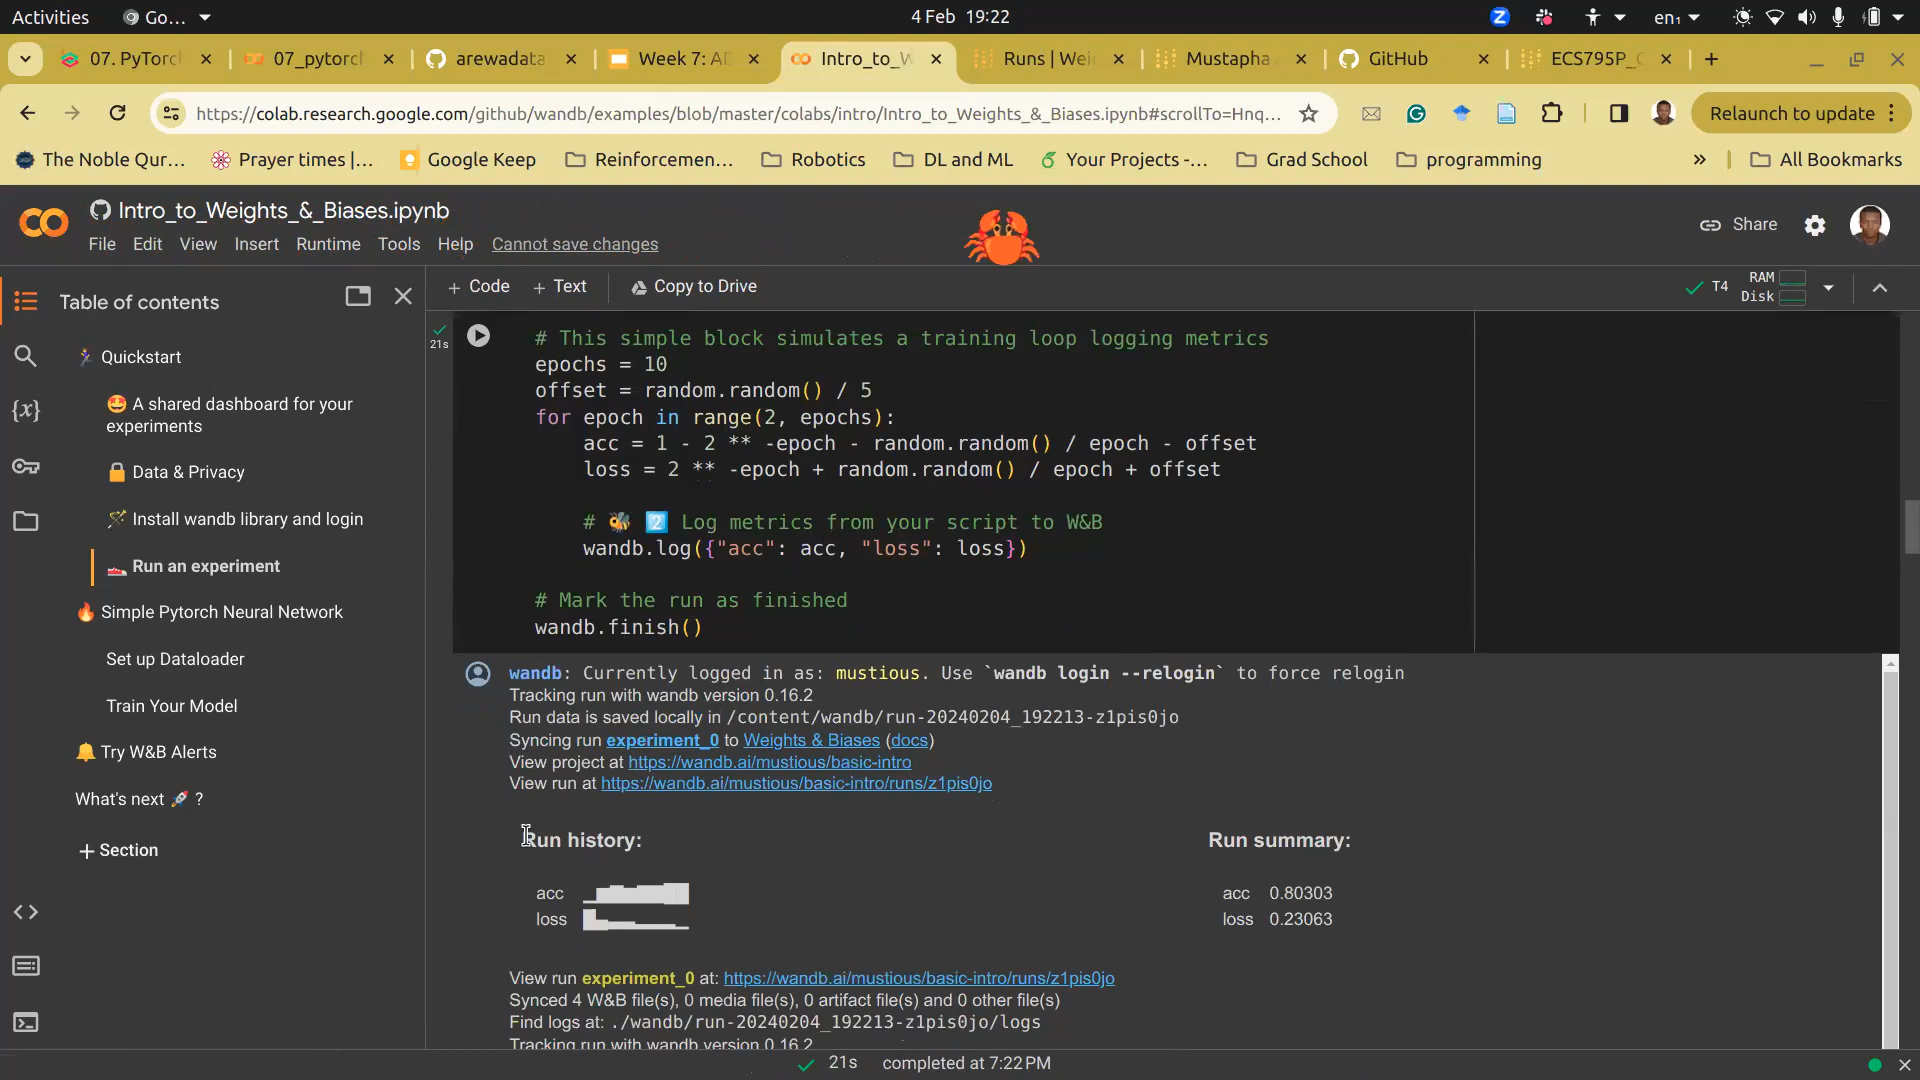 Activities
Go...
4 Feb 19:22
en₁
07. PyTorc
07_pytorch
arewadata
Week 7: AD
Intro_to_W
Runs | Wei
Mustapha
GitHub
ECS795P_C
https://colab.research.google.com/github/wandb/examples/blob/master/colabs/intro/Intro_to_Weights_&_Biases.ipynb#scrollTo=Hnq...
Relaunch to update
The Noble Qur...
Prayer times |...
Google Keep
Reinforcemen...
Robotics
DL and ML
Your Projects -...
Grad School
programming
»
All Bookmarks
Intro_to_Weights_&_Biases.ipynb
Share
File Edit View Insert Runtime Tools Help Cannot save changes
Table of contents
+ Code + Text
Copy to Drive
T4
RAM
Disk
Quickstart
🤩 A shared dashboard for your
experiments
🔒 Data & Privacy
🪄 Install wandb library and login
👟 Run an experiment
🔥 Simple Pytorch Neural Network
Set up Dataloader
Train Your Model
🔔 Try W&B Alerts
What's next 🚀 ?
+ Section
{x}
21s
# This simple block simulates a training loop logging metrics
epochs = 10
offset = random.random() / 5
for epoch in range(2, epochs):
acc = 1 - 2 ** -epoch - random.random() / epoch - offset
loss = 2 ** -epoch + random.random() / epoch + offset
# 🐝 2️⃣ Log metrics from your script to W&B
wandb.log({"acc": acc, "loss": loss})
# Mark the run as finished
wandb.finish()
wandb: Currently logged in as: mustious. Use `wandb login --relogin` to force relogin
Tracking run with wandb version 0.16.2
Run data is saved locally in /content/wandb/run-20240204_192213-z1pis0jo
Syncing run experiment_0 to Weights & Biases (docs)
View project at https://wandb.ai/mustious/basic-intro
View run at https://wandb.ai/mustious/basic-intro/runs/z1pis0jo
Run history:
acc
loss
Run summary:
acc 0.80303
loss 0.23063
View run experiment_0 at: https://wandb.ai/mustious/basic-intro/runs/z1pis0jo
Synced 4 W&B file(s), 0 media file(s), 0 artifact file(s) and 0 other file(s)
Find logs at: ./wandb/run-20240204_192213-z1pis0jo/logs
Tracking run with wandb version 0.16.2
21s completed at 7:22 PM